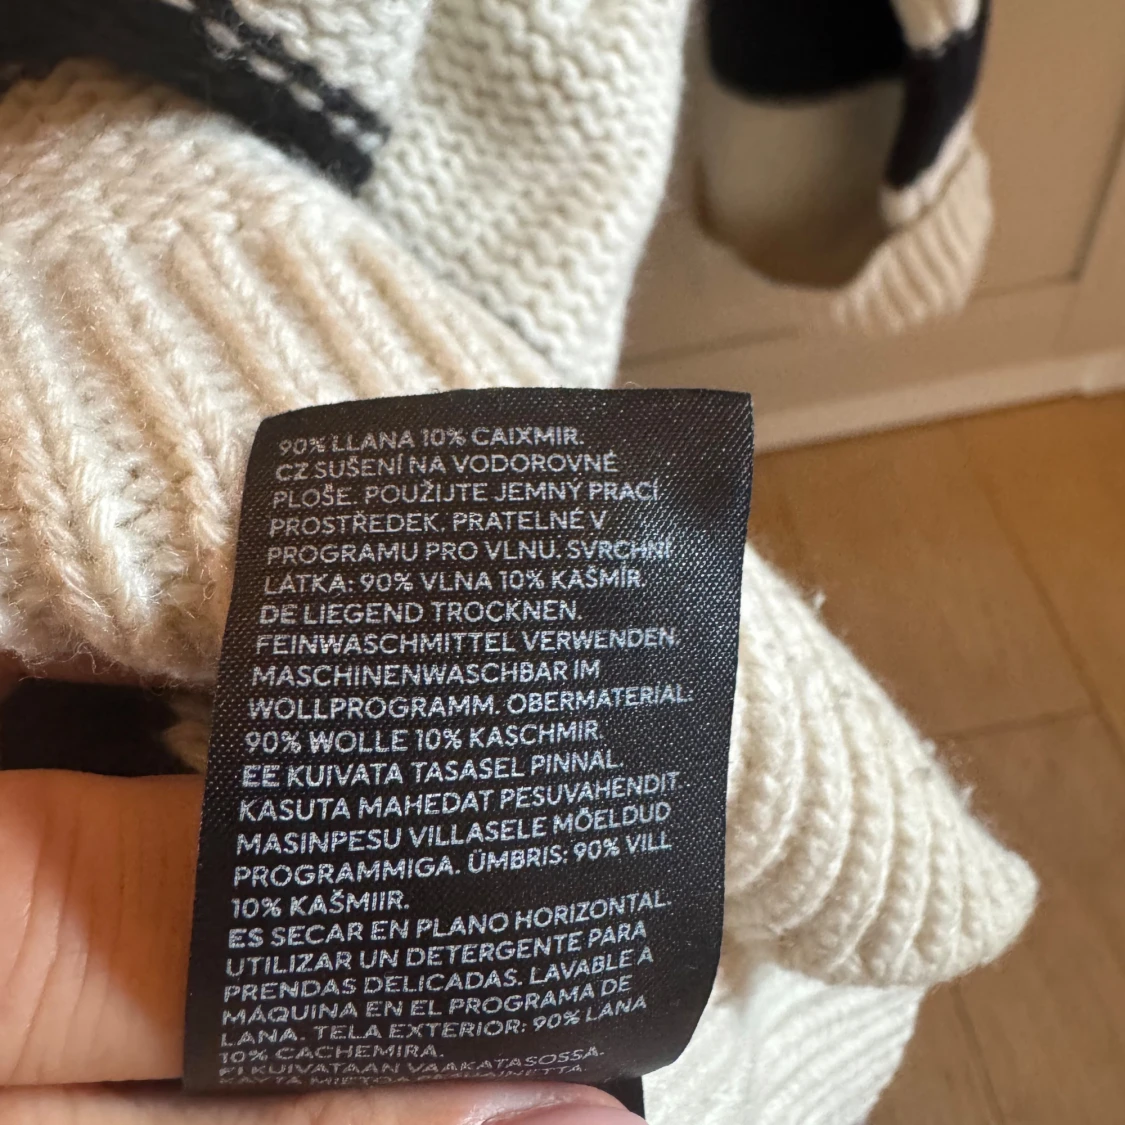 90% LLANA 10% CAIXMIR.
CZ SUŠENÍ NA VODOROVNÉ
PLOŠE. POUŽIJTE JEMNÝ PRACÍ
PROSTŘEDEK. PRATELNÉ V
PROGRAMU PRO VLNU. SVRCHNÍ
LÁTKA: 90% VLNA 10% KAŠMÍR.
DE LIEGEND TROCKNEN.
FEINWASCHMITTEL VERWENDEN.
MASCHINENWASCHBAR IM
WOLLPROGRAMM. OBERMATERIAL:
90% WOLLE 10% KASCHMIR.
EE KUIVATA TASASEL PINNAL.
KASUTA MAHEDAT PESUVAHENDIT.
MASINPESU VILLASELE MÕELDUD
PROGRAMMIGA. ÜMBRIS: 90% VILL
10% KAŠMIIR.
ES SECAR EN PLANO HORIZONTAL.
UTILIZAR UN DETERGENTE PARA
PRENDAS DELICADAS. LAVABLE A
MÁQUINA EN EL PROGRAMA DE
LANA. TELA EXTERIOR: 90% LANA
10% CACHEMIRA.
FI KUIVATAAN VAAKATASOSSA.
KÄYTÄ MIETOA PESUAINETTA.